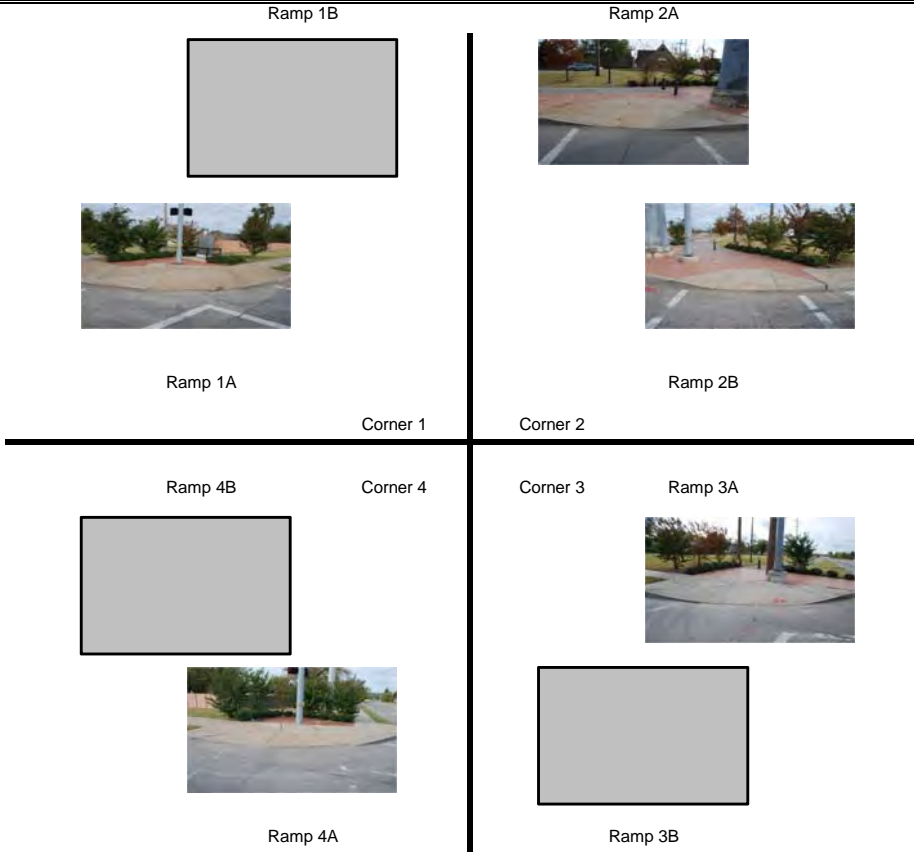 Ramp 1B
Ramp 2A
Ramp 1A
Ramp 2B
Corner 1
Corner 2
Ramp 4B
Corner 4
Corner 3
Ramp 3A
Ramp 4A
Ramp 3B